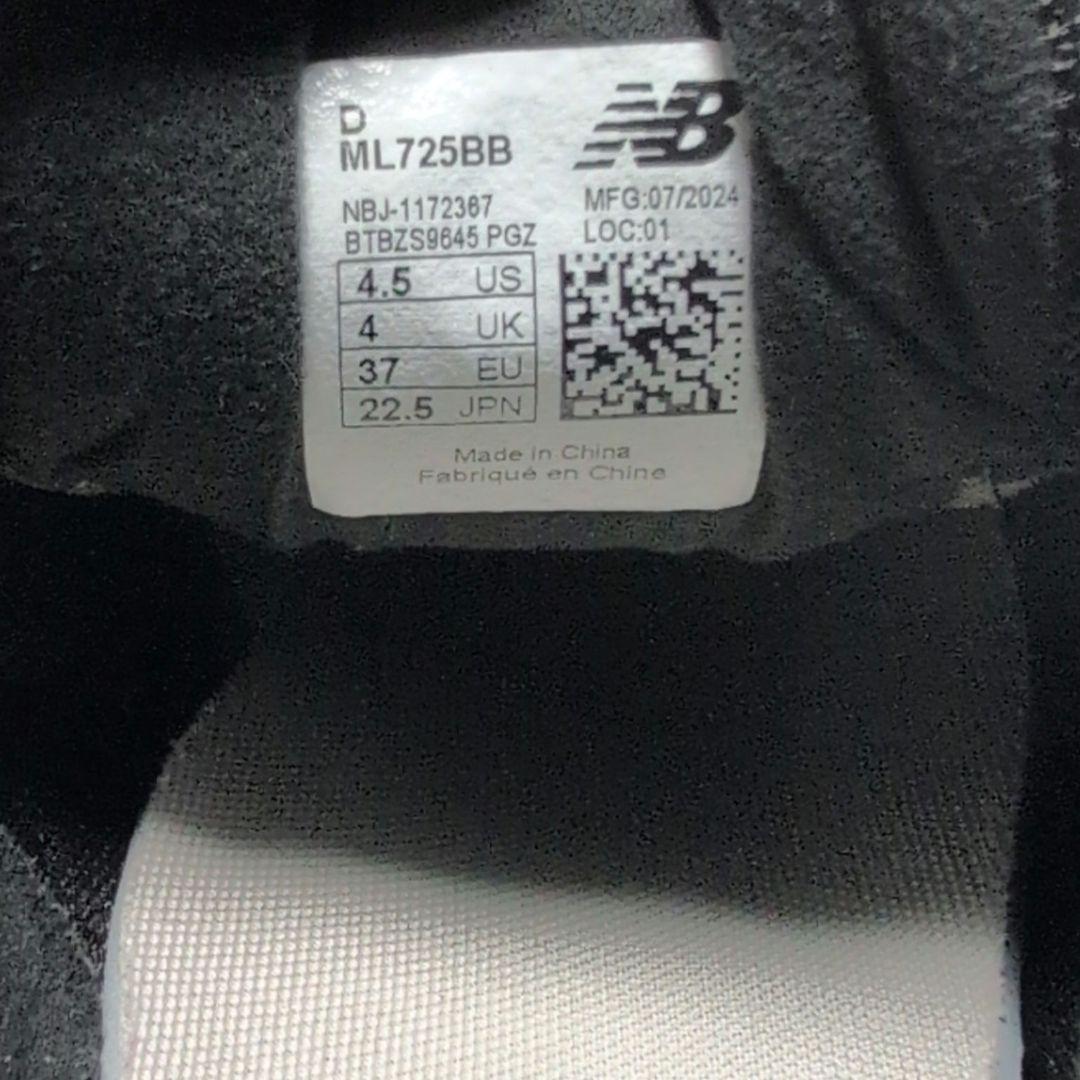 D
ML725BB
NB
NBJ-1172367
BTBZS9645 PGZ
MFG:07/2024
LOC:01
4.5 US
4 UK
37 EU
22.5 JPN
Made in China
Fabriqué en Chine